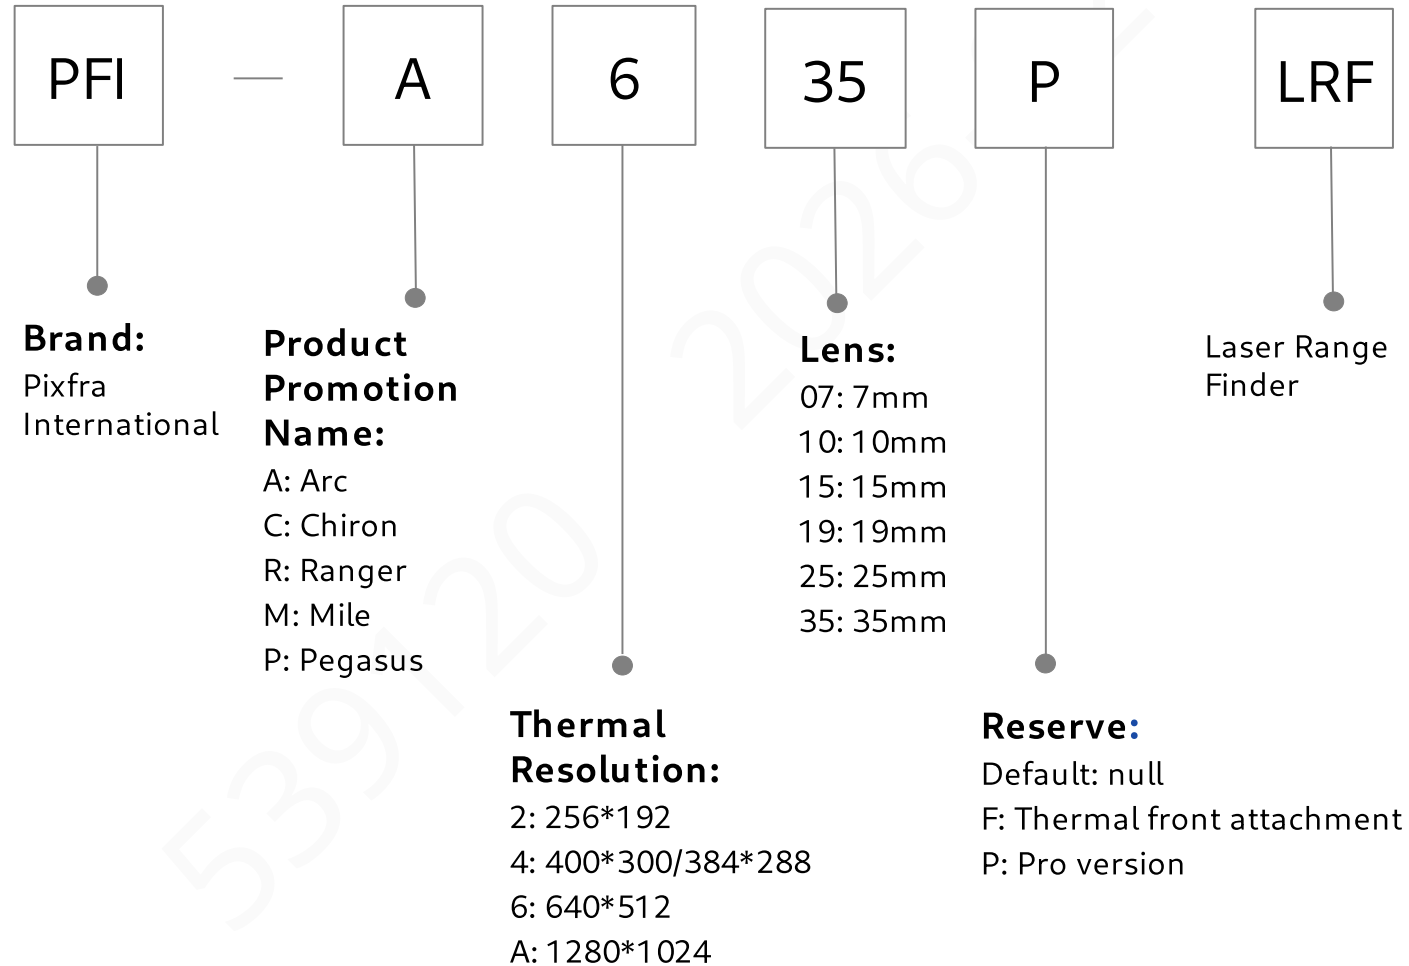 PFI — A 6 35 P LRF
Brand:
Pixfra
International
Product
Promotion
Name:
A: Arc
C: Chiron
R: Ranger
M: Mile
P: Pegasus
Thermal
Resolution:
2: 256*192
4: 400*300/384*288
6: 640*512
A: 1280*1024
Lens:
07: 7mm
10: 10mm
15: 15mm
19: 19mm
25: 25mm
35: 35mm
Reserve:
Default: null
F: Thermal front attachment
P: Pro version
Laser Range
Finder
539120 2026-